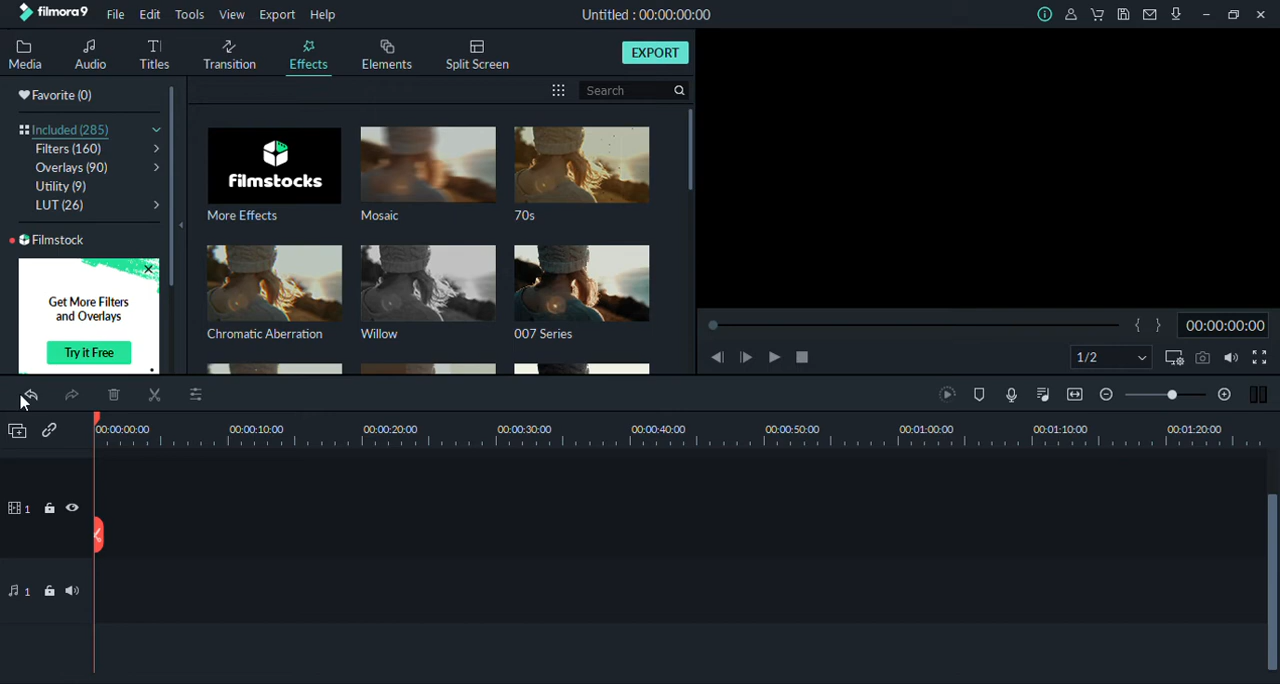 filmora9 File Edit Tools View Export Help Untitled : 00:00:00:00
Media Audio Titles Transition Effects Elements Split Screen EXPORT
Favorite (0)
Search
Included (285)
Filters (160)
Overlays (90)
Utility (9)
LUT (26)
Filmstock
Get More Filters
and Overlays
Try it Free
filmstocks
More Effects Mosaic 70s
Chromatic Aberration Willow 007 Series
00:00:00:00
1/2
00:00:00:00 00:00:10:00 00:00:20:00 00:00:30:00 00:00:40:00 00:00:50:00 00:01:00:00 00:01:10:00 00:01:20:00
1
1